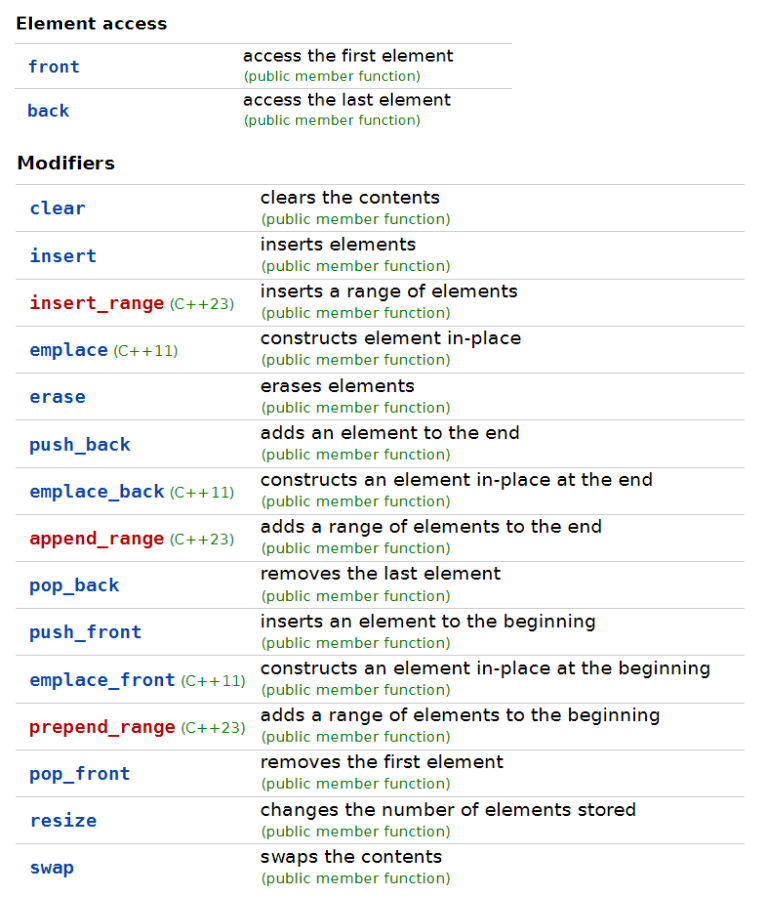 Element access
front
access the first element
(public member function)
back
access the last element
(public member function)
Modifiers
clear
clears the contents
(public member function)
insert
inserts elements
(public member function)
insert_range (C++23)
inserts a range of elements
(public member function)
emplace (C++11)
constructs element in-place
(public member function)
erase
erases elements
(public member function)
push_back
adds an element to the end
(public member function)
emplace_back (C++11)
constructs an element in-place at the end
(public member function)
append_range (C++23)
adds a range of elements to the end
(public member function)
pop_back
removes the last element
(public member function)
push_front
inserts an element to the beginning
(public member function)
emplace_front (C++11)
constructs an element in-place at the beginning
(public member function)
prepend_range (C++23)
adds a range of elements to the beginning
(public member function)
pop_front
removes the first element
(public member function)
resize
changes the number of elements stored
(public member function)
swap
swaps the contents
(public member function)